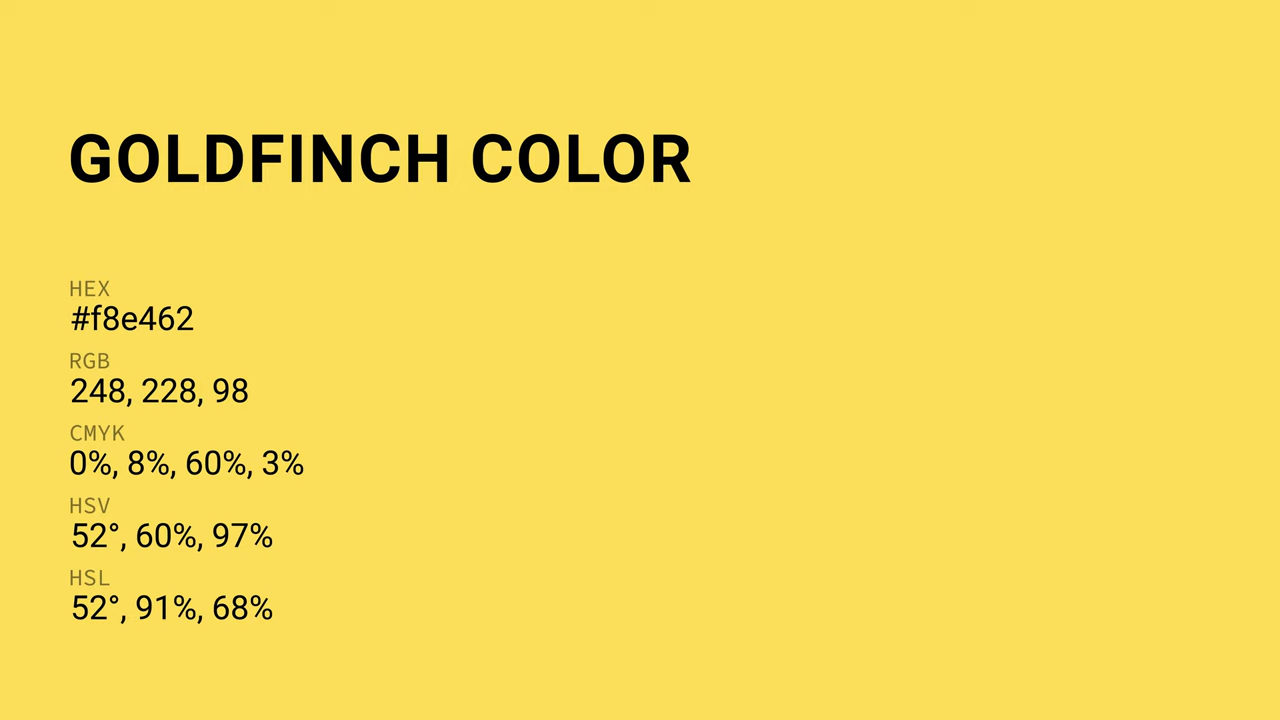 GOLDFINCH COLOR
HEX
#f8e462
RGB
248, 228, 98
CMYK
0%, 8%, 60%, 3%
HSV
52°, 60%, 97%
HSL
52°, 91%, 68%